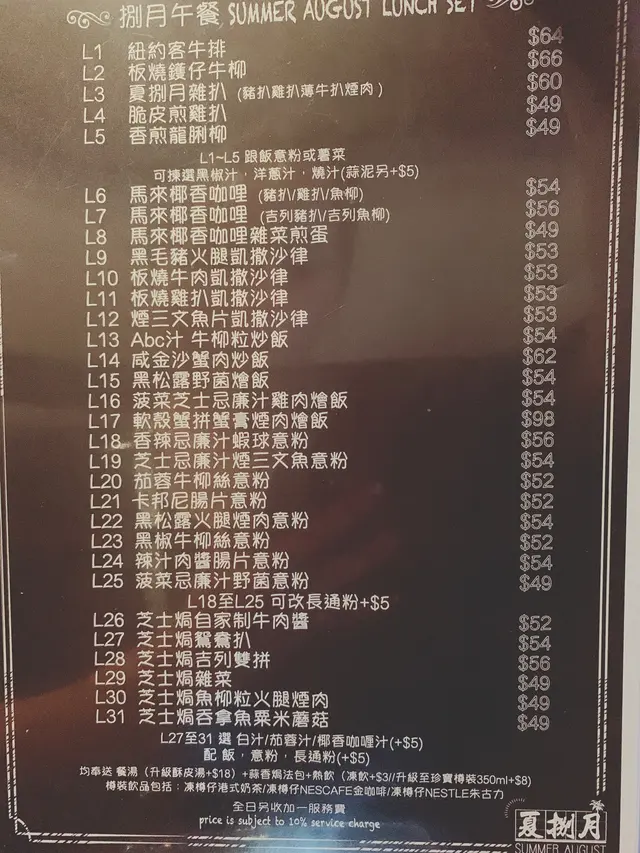 捌月午餐 SUMMER AUGUST LUNCH SET
L1 紐約客牛排 $64
L2 板燒鑊仔牛柳 $66
L3 夏捌月雜扒 (豬扒雞扒薄牛扒煙肉) $60
L4 脆皮煎雞扒 $49
L5 香煎龍脷柳 $49
L1~L5 跟飯意粉或薯菜
可揀選黑椒汁,洋蔥汁,燒汁(蒜泥另+$5)
L6 馬來椰香咖哩 (豬扒/雞扒/魚柳) $54
L7 馬來椰香咖哩 (吉列豬扒/吉列魚柳) $56
L8 馬來椰香咖哩雜菜煎蛋 $49
L9 黑毛豬火腿凱撒沙律 $53
L10 板燒牛肉凱撒沙律 $53
L11 板燒雞扒凱撒沙律 $53
L12 煙三文魚片凱撒沙律 $53
L13 Abc汁 牛柳粒炒飯 $54
L14 咸金沙蟹肉炒飯 $62
L15 黑松露野菌燴飯 $54
L16 菠菜芝士忌廉汁雞肉燴飯 $54
L17 軟殼蟹拼蟹膏煙肉燴飯 $98
L18 香辣忌廉汁蝦球意粉 $56
L19 芝士忌廉汁煙三文魚意粉 $54
L20 茄蓉牛柳絲意粉 $52
L21 卡邦尼腸片意粉 $52
L22 黑松露火腿煙肉意粉 $54
L23 黑椒牛柳絲意粉 $52
L24 辣汁肉醬腸片意粉 $54
L25 菠菜忌廉汁野菌意粉 $49
L18至L25 可改長通粉+$5
L26 芝士焗自家制牛肉醬 $52
L27 芝士焗鴛鴦扒 $54
L28 芝士焗吉列雙拼 $56
L29 芝士焗雜菜 $49
L30 芝士焗魚柳粒火腿煙肉 $49
L31 芝士焗吞拿魚粟米蘑菇 $49
L27至31 選 白汁/茄蓉汁/椰香咖喱汁(+$5)
配 飯,意粉,長通粉(+$5)
均奉送 餐湯 (升級酥皮湯+$18) +蒜香焗法包+熱飲 (凍飲+$3//升級至珍寶樽裝350ml+$8)
樽裝飲品包括:凍樽仔港式奶茶/凍樽仔NESCAFE金咖啡/凍樽仔NESTLE朱古力
全日另收加一服務費
price is subject to 10% service charge
夏捌月
SUMMER AUGUST